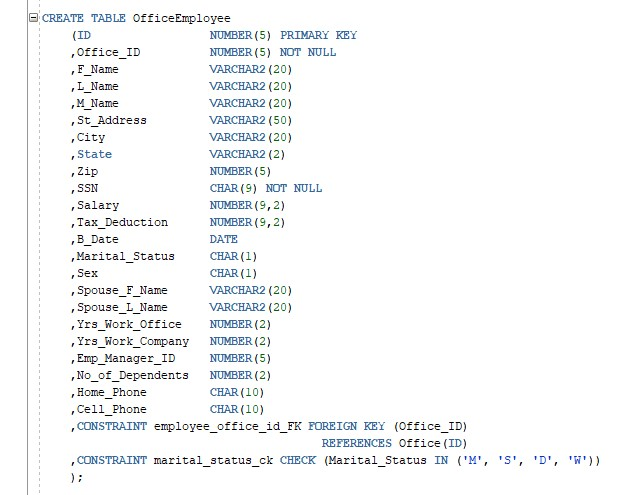 CREATE TABLE OfficeEmployee
(ID NUMBER(5) PRIMARY KEY
,Office_ID NUMBER(5) NOT NULL
,F_Name VARCHAR2(20)
,L_Name VARCHAR2(20)
,M_Name VARCHAR2(20)
,St_Address VARCHAR2(50)
,City VARCHAR2(20)
,State VARCHAR2(2)
,Zip NUMBER(5)
,SSN CHAR(9) NOT NULL
,Salary NUMBER(9,2)
,Tax_Deduction NUMBER(9,2)
,B_Date DATE
,Marital_Status CHAR(1)
,Sex CHAR(1)
,Spouse_F_Name VARCHAR2(20)
,Spouse_L_Name VARCHAR2(20)
,Yrs_Work_Office NUMBER(2)
,Yrs_Work_Company NUMBER(2)
,Emp_Manager_ID NUMBER(5)
,No_of_Dependents NUMBER(2)
,Home_Phone CHAR(10)
,Cell_Phone CHAR(10)
,CONSTRAINT employee_office_id_FK FOREIGN KEY (Office_ID)
REFERENCES Office(ID)
,CONSTRAINT marital_status_ck CHECK (Marital_Status IN ('M', 'S', 'D', 'W'))
);